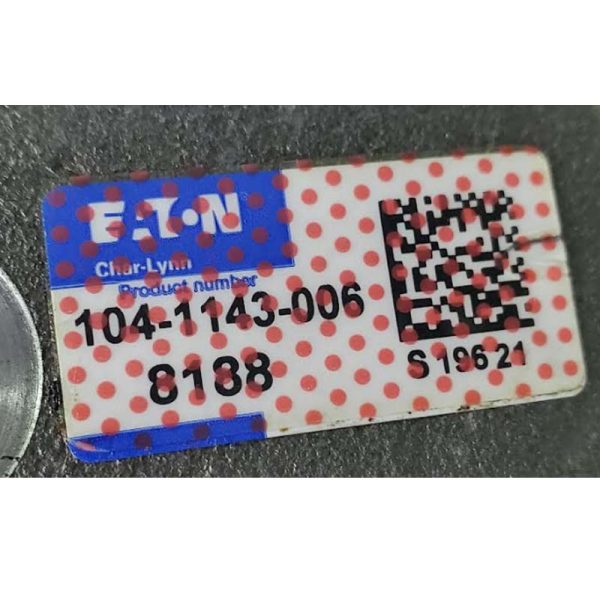 EATON
Char-Lynn
Product number
104-1143-006
8188
S 196 21